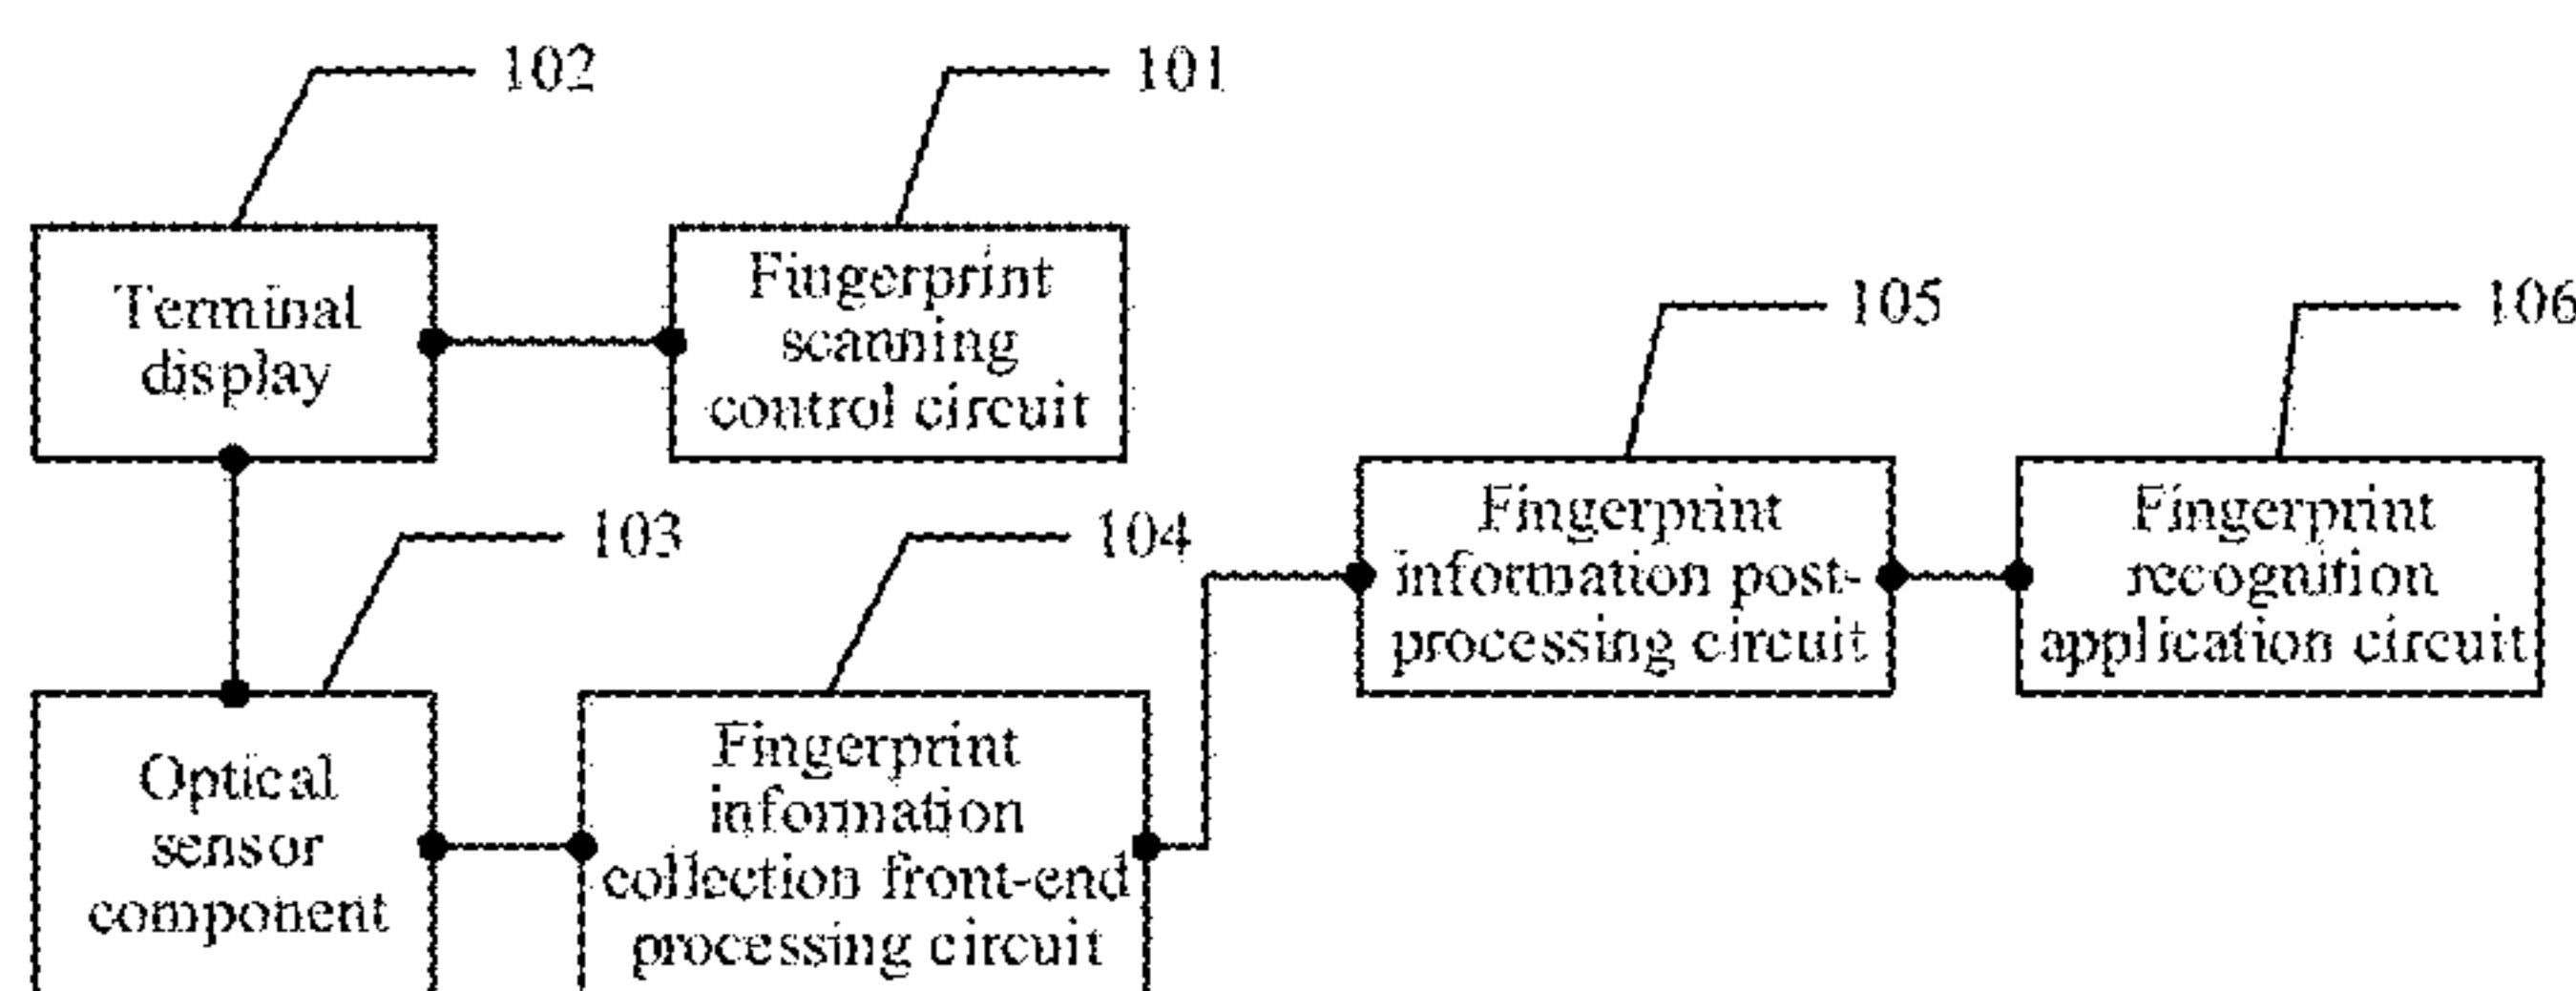 102
101
Terminal
display
Fingerprint
scanning
control circuit
105
106
Fingerprint
information post-
processing circuit
Fingerprint
recognition
application circuit
103
104
Optical
sensor
component
Fingerprint
information
collection front-end
processing circuit